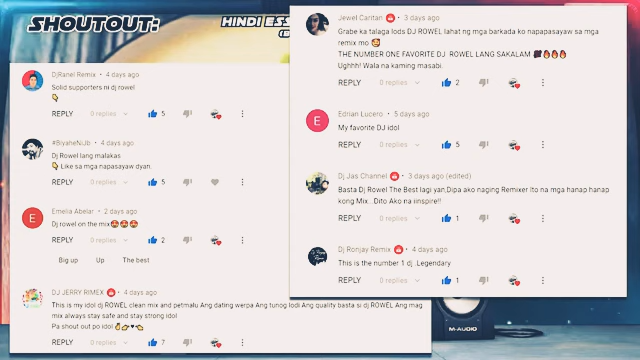 SHOUTOUT:
HINDI ESS
DjRanel Remix • 4 days ago
Solid supporters ni dj rowel
👇
REPLY 0 replies 5
#BiyaheNiJb • 4 days ago
Dj Rowel lang malakas.
👇 Like sa mga napasayaw dyan.
REPLY 0 replies 5
Emelia Abelar • 2 days ago
Dj rowel on the mix🤩🤩🤩
REPLY 0 replies 2
Big up Up The best
DJ JERRY RIMEX • 4 days ago
This is my idol dj ROWEL clean mix and petmalu Ang dating werpa Ang tunog lodi Ang quality basta si dj ROWEL Ang mag
mix always stay safe and stay strong idol
Pa shout out po idol
REPLY 0 replies 7
Jewel Caritan • 3 days ago
Grabe ka talaga lods DJ ROWEL lahat ng mga barkada ko napapasayaw sa mga
remix mo 🥰
THE NUMBER ONE FAVORITE DJ ROWEL LANG SAKALAM 🔥🔥🔥
Ughhh! Wala na kaming masabi.
REPLY 0 replies 2
E
Edrian Lucero • 5 days ago
My favorite DJ idol
REPLY 0 replies 5
Dj Jas Channel • 3 days ago (edited)
Basta Dj Rowel The Best lagi yan,Dipa ako naging Remixer Ito na mga hanap hanap
kong Mix...Dito Ako na iinspire!!
REPLY 0 replies 1
Dj Ronjay Remix • 4 days ago
This is the number 1 dj .Legendary
REPLY 0 replies 1
E
M-AUDIO